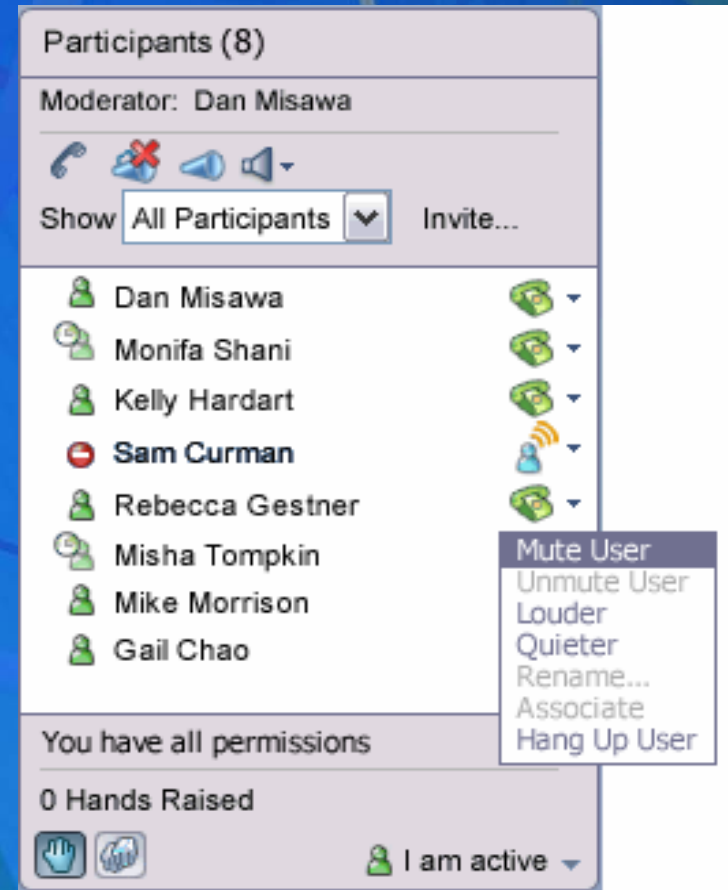 Participants (8)
Moderator: Dan Misawa
Show All Participants Invite...
Dan Misawa
Monifa Shani
Kelly Hardart
Sam Curman
Rebecca Gestner
Misha Tompkin
Mike Morrison
Gail Chao
Mute User
Unmute User
Louder
Quieter
Rename...
Associate
Hang Up User
You have all permissions
0 Hands Raised
I am active